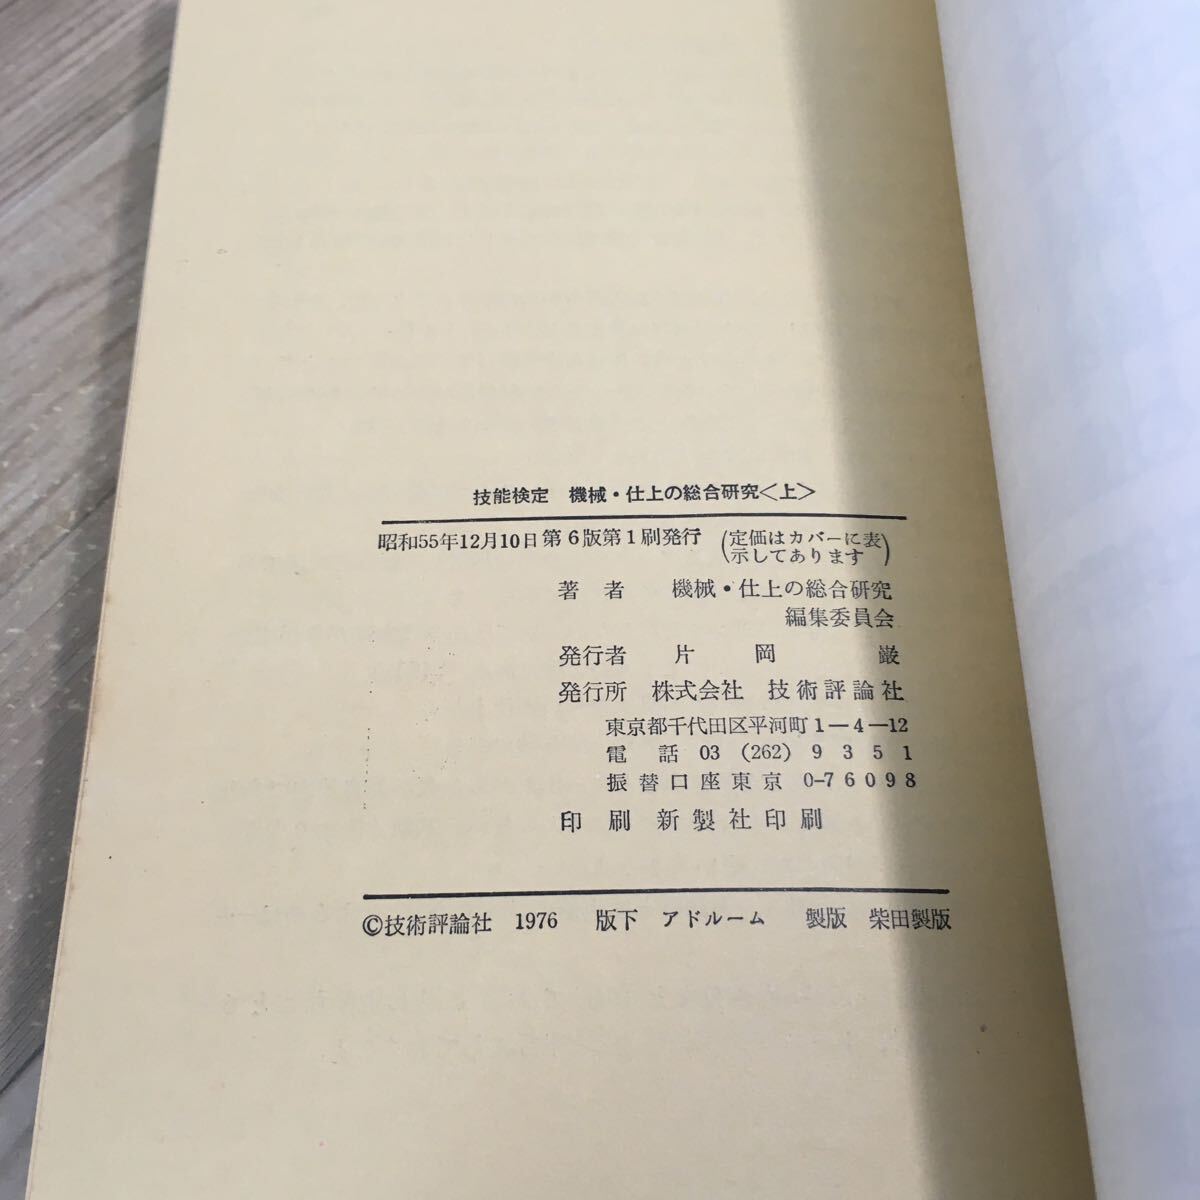 技能検定 機械・仕上の総合研究<上>
昭和55年12月10日第6版第1刷発行 (定価はカバーに表示してあります)
著者 機械・仕上の総合研究
編集委員会
発行者 片岡 巌
発行所 株式会社 技術評論社
東京都千代田区平河町1―4―12
電話 03 (262) 9351
振替口座東京 0-76098
印刷 新製社印刷
©技術評論社 1976 版下 アドルーム 製版 柴田製版